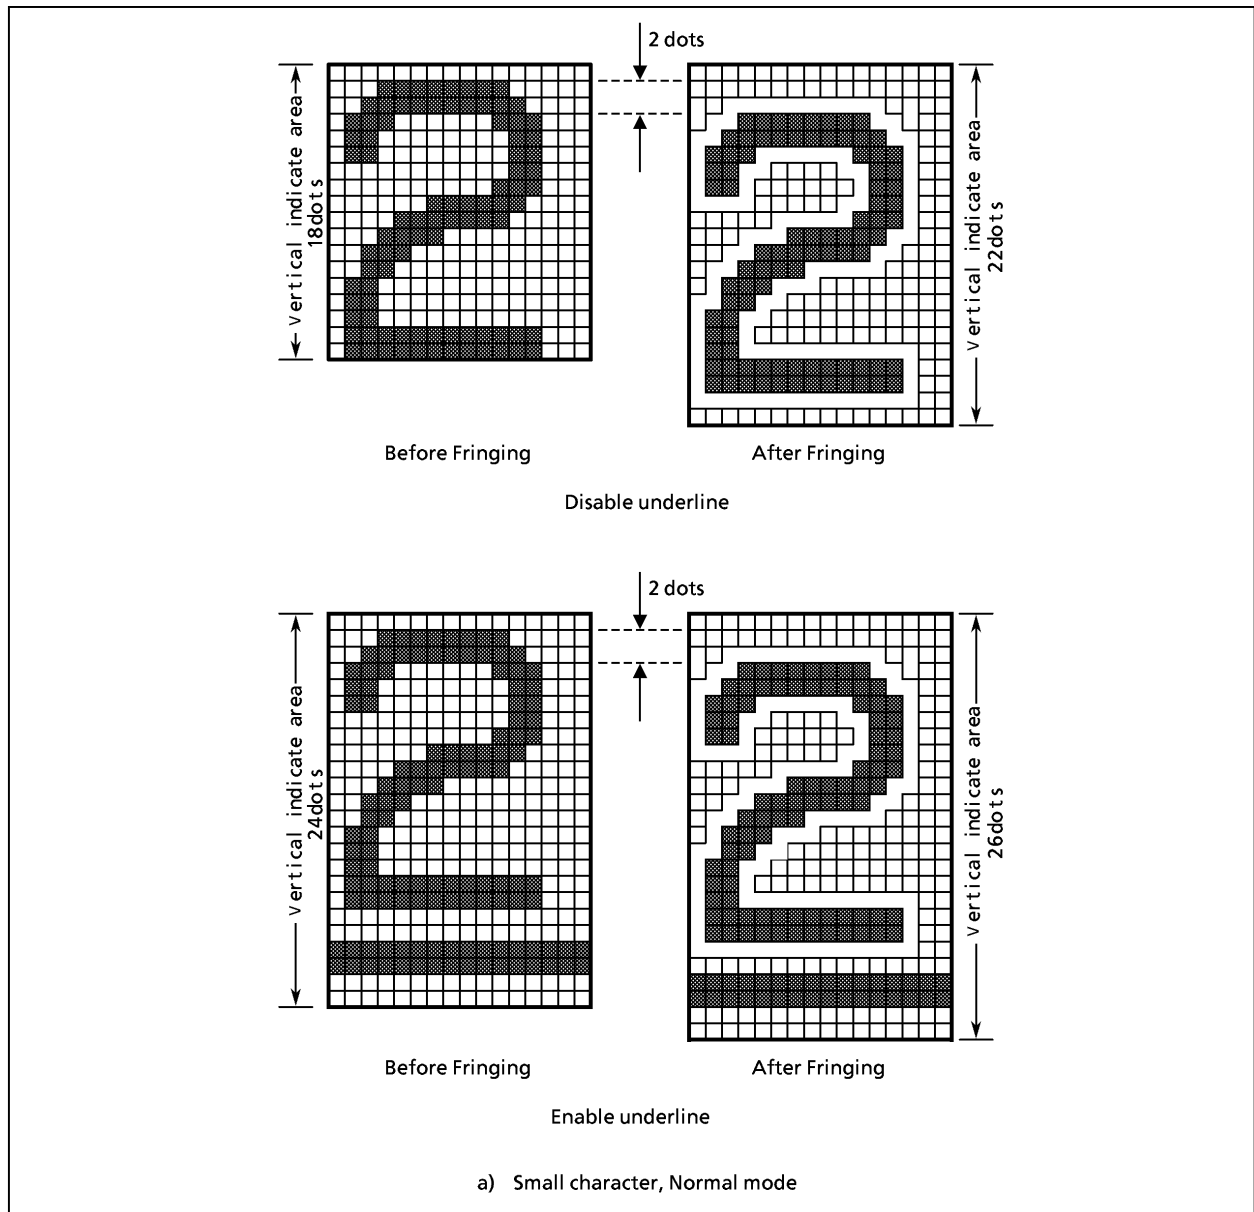 2 dots
Vertical indicate area
18dots
Vertical indicate area
22dots
Before Fringing
After Fringing
Disable underline
2 dots
Vertical indicate area
24dots
Vertical indicate area
26dots
Before Fringing
After Fringing
Enable underline
a) Small character, Normal mode